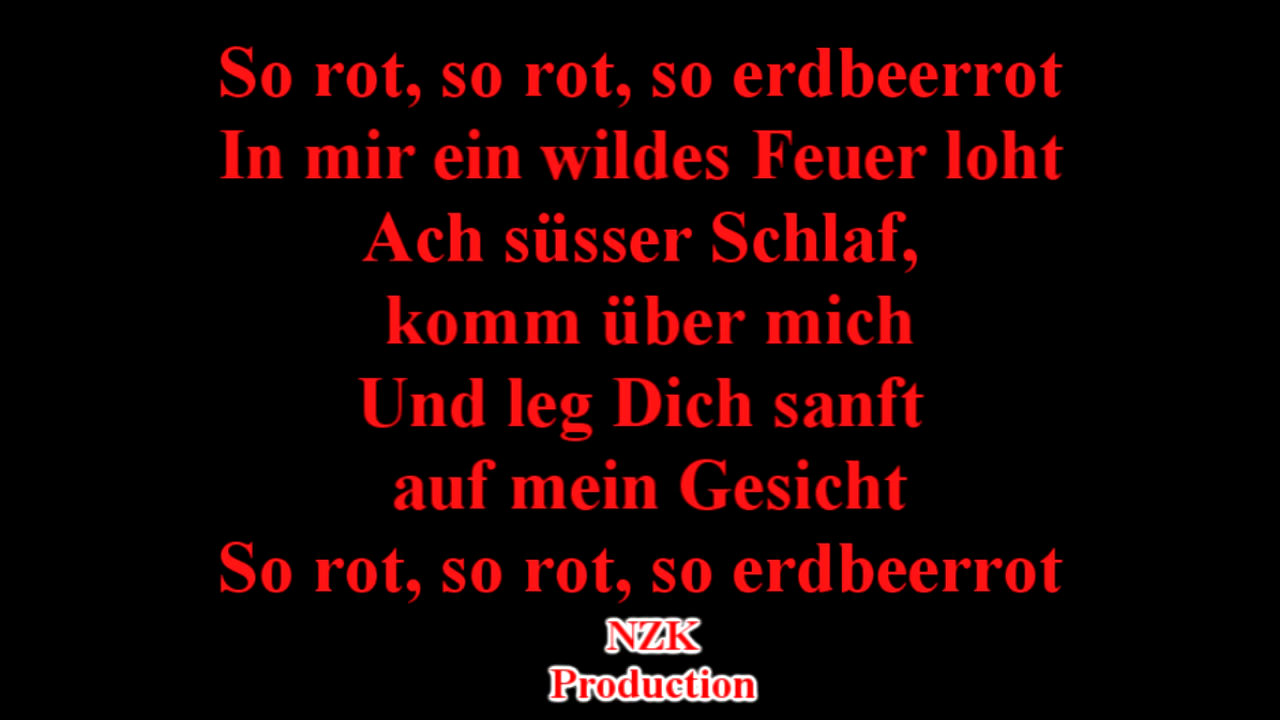 So rot, so rot, so erdbeerrot
In mir ein wildes Feuer loht
Ach süsser Schlaf,
komm über mich
Und leg Dich sanft
auf mein Gesicht
So rot, so rot, so erdbeerrot
NZK
Production